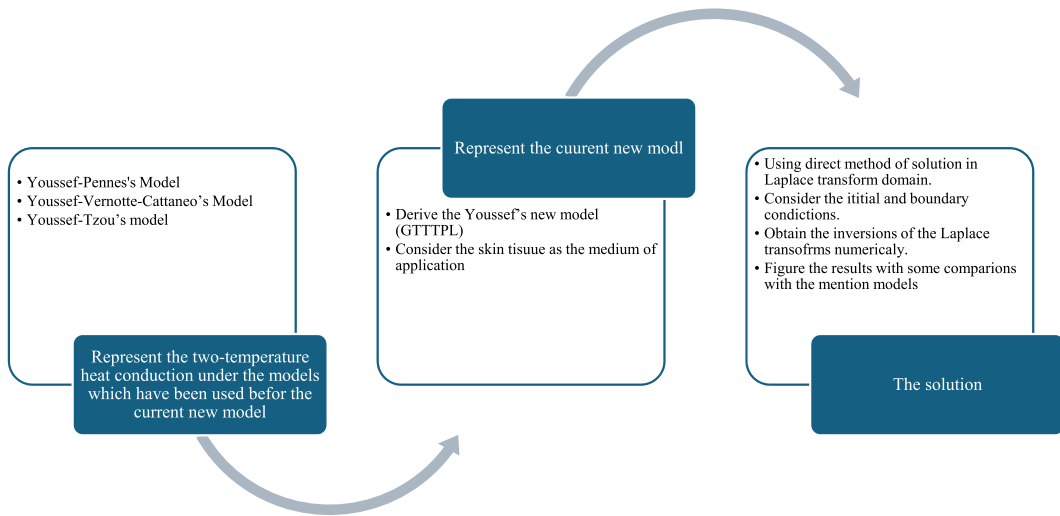 • Youssef-Pennes's Model
• Youssef-Vernotte-Cattaneo’s Model
• Youssef-Tzou’s model
Represent the two-temperature
heat conduction under the models
which have been used befor the
current new model
Represent the cuurent new modl
• Derive the Youssef’s new model
(GTTTPL)
• Consider the skin tisuue as the medium of
application
• Using direct method of solution in
Laplace transform domain.
• Consider the ititial and boundary
condictions.
• Obtain the inversions of the Laplace
transofrms numericaly.
• Figure the results with some comparions
with the mention models
The solution